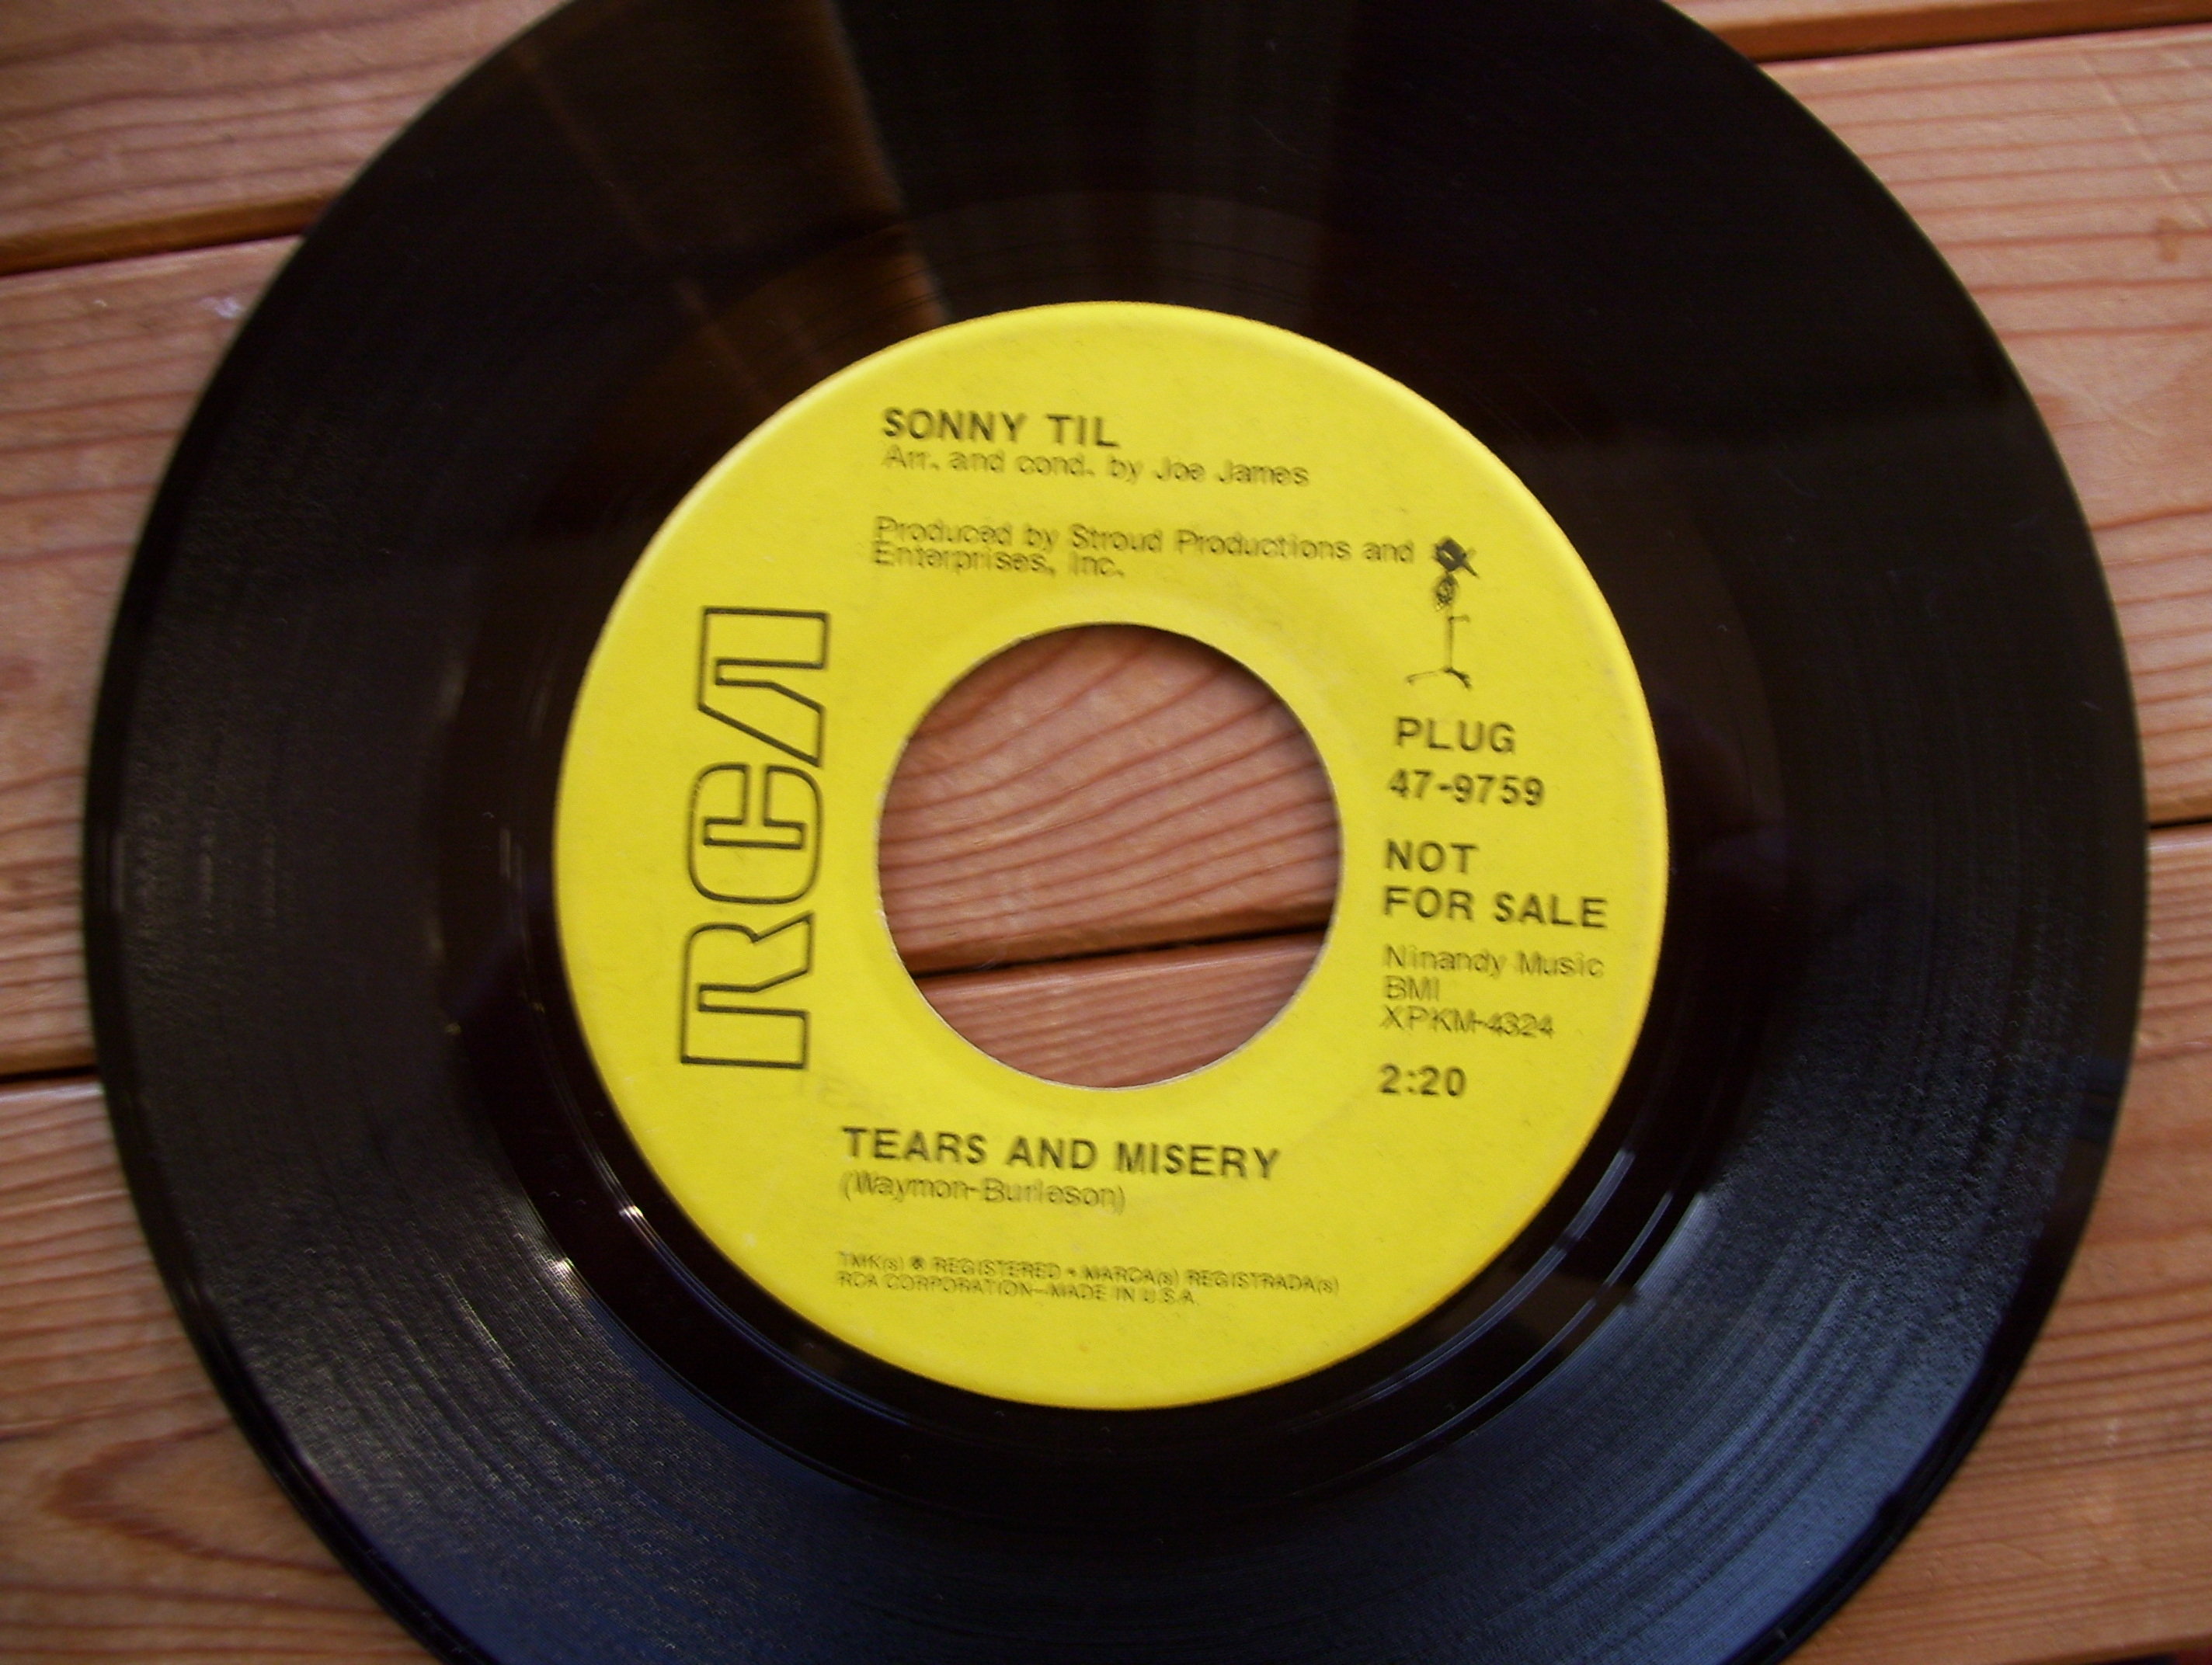 SONNY TIL
Arr. and cond. by Joe James
Produced by Stroud Productions and
Enterprises, Inc.
RCA
PLUG
47-9759
NOT
FOR SALE
Ninandy Music
BMI
XPKM-4324
2:20
TEARS AND MISERY
(Waymon-Burleson)
TMK(s) ® REGISTERED • MARCA(s) REGISTRADA(s)
RCA CORPORATION—MADE IN U.S.A.